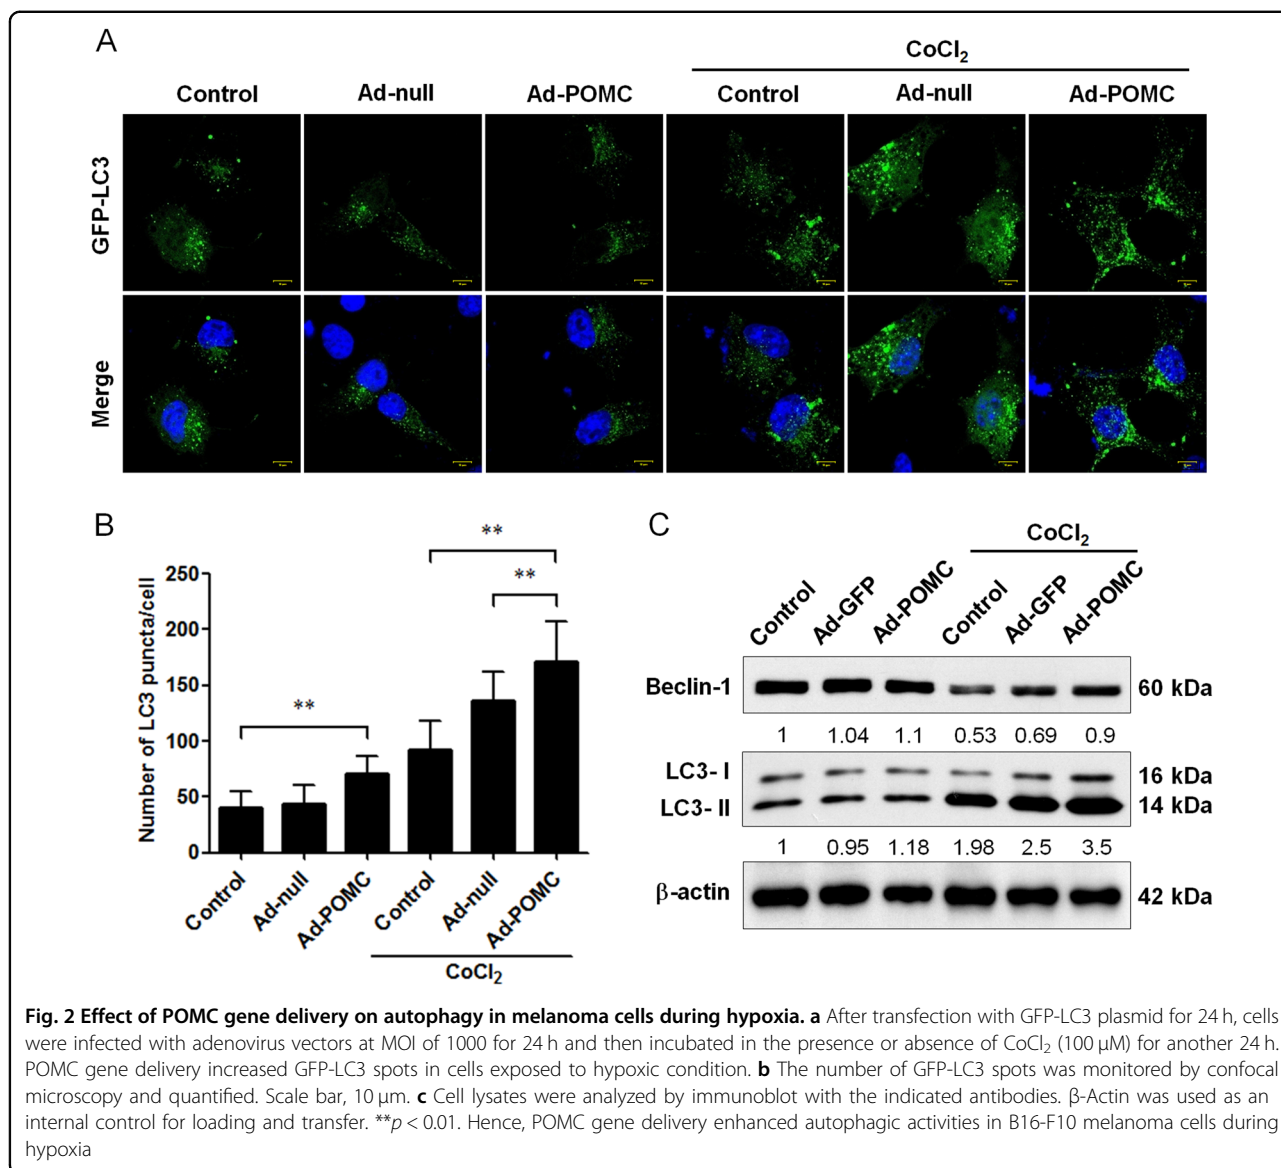 A
CoCl₂
Control Ad-null Ad-POMC Control Ad-null Ad-POMC
GFP-LC3
Merge
B
Number of LC3 puncta/cell
250
200
150
100
50
0
**
**
**
Control Ad-null Ad-POMC Control Ad-null Ad-POMC
CoCl₂
C
CoCl₂
Control Ad-GFP Ad-POMC Control Ad-GFP Ad-POMC
Beclin-1 60 kDa
1 1.04 1.1 0.53 0.69 0.9
LC3- I 16 kDa
LC3- II 14 kDa
1 0.95 1.18 1.98 2.5 3.5
β-actin 42 kDa
Fig. 2 Effect of POMC gene delivery on autophagy in melanoma cells during hypoxia. a After transfection with GFP-LC3 plasmid for 24 h, cells
were infected with adenovirus vectors at MOI of 1000 for 24 h and then incubated in the presence or absence of CoCl₂ (100 µM) for another 24 h.
POMC gene delivery increased GFP-LC3 spots in cells exposed to hypoxic condition. b The number of GFP-LC3 spots was monitored by confocal
microscopy and quantified. Scale bar, 10 µm. c Cell lysates were analyzed by immunoblot with the indicated antibodies. β-Actin was used as an
internal control for loading and transfer. **p < 0.01. Hence, POMC gene delivery enhanced autophagic activities in B16-F10 melanoma cells during
hypoxia